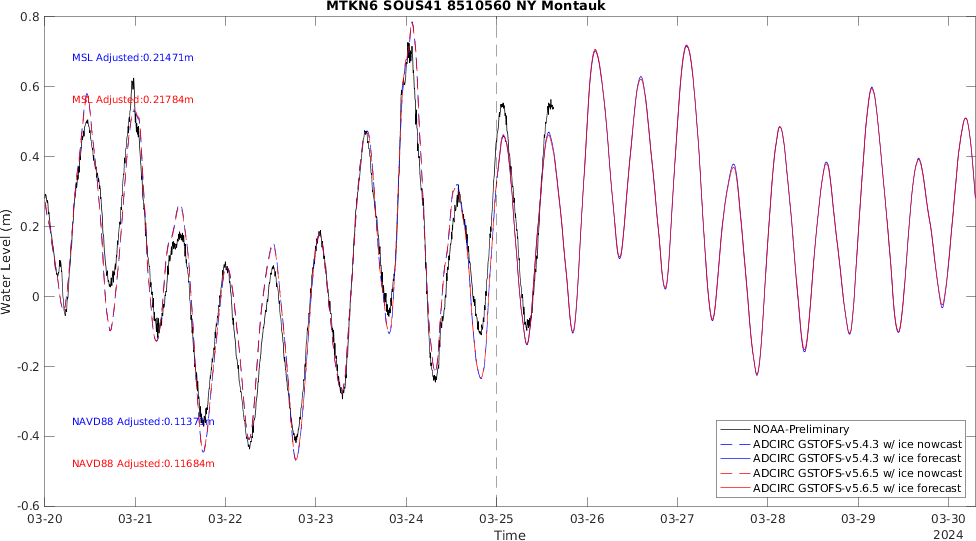 MTKN6 SOUS41 8510560 NY Montauk
0.8
MSL Adjusted:0.21471m
0.6
MSL Adjusted:0.21784m
0.4
0.2
Water Level (m)
0
-0.2
-0.4
NAVD88 Adjusted:0.1137 m
NAVD88 Adjusted:0.11684m
-0.6
NOAA-Preliminary
ADCIRC GSTOFS-v5.4.3 w/ ice nowcast
ADCIRC GSTOFS-v5.4.3 w/ ice forecast
ADCIRC GSTOFS-v5.6.5 w/ ice nowcast
ADCIRC GSTOFS-v5.6.5 w/ ice forecast
03-20 03-21 03-22 03-23 03-24 03-25 03-26 03-27 03-28 03-29 03-30
Time
2024